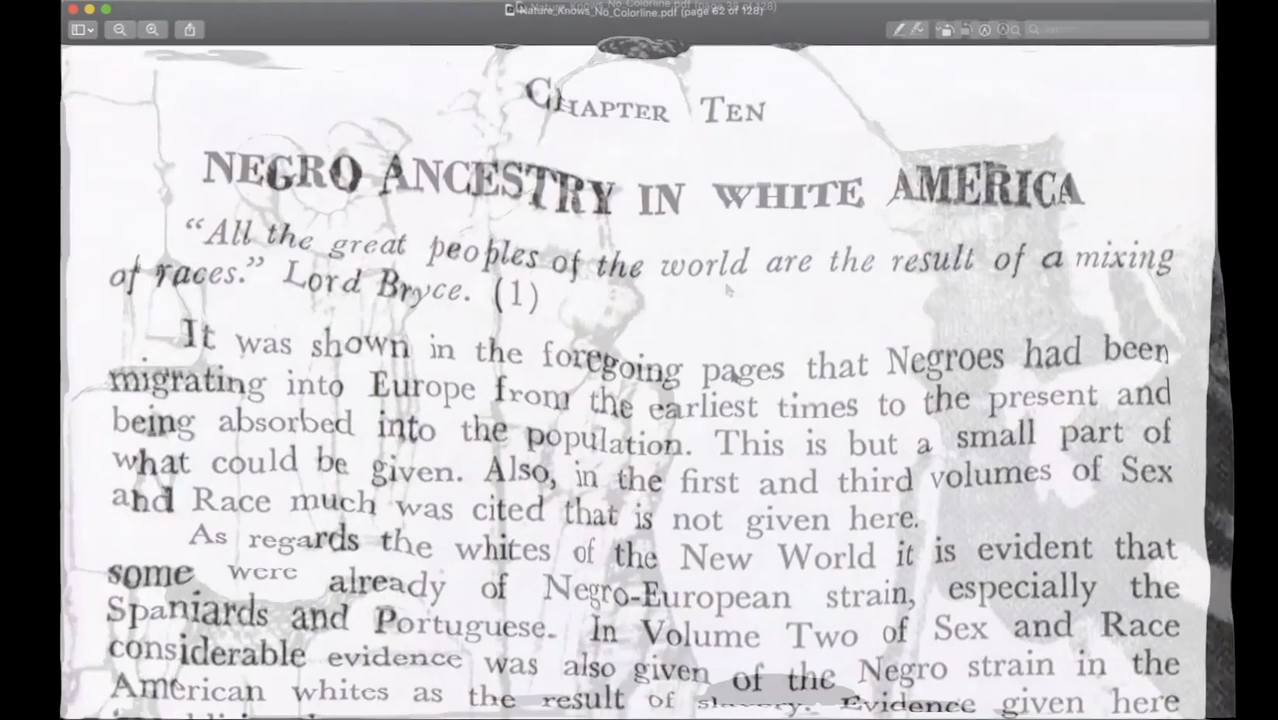 Nature_Knows_No_Colorline.pdf (page 62 of 128)
CHAPTER TEN
NEGRO ANCESTRY IN WHITE AMERICA
"All the great peoples of the world are the result of a mixing
of races." Lord Bryce. (1)
It was shown in the foregoing pages that Negroes had been
migrating into Europe from the earliest times to the present and
being absorbed into the population. This is but a small part of
what could be given. Also, in the first and third volumes of Sex
and Race much was cited that is not given here.
As regards the whites of the New World it is evident that
some were already of Negro-European strain, especially the
Spaniards and Portuguese. In Volume Two of Sex and Race
considerable evidence was also given of the Negro strain in the
American whites as the result of slavery. Evidence given here